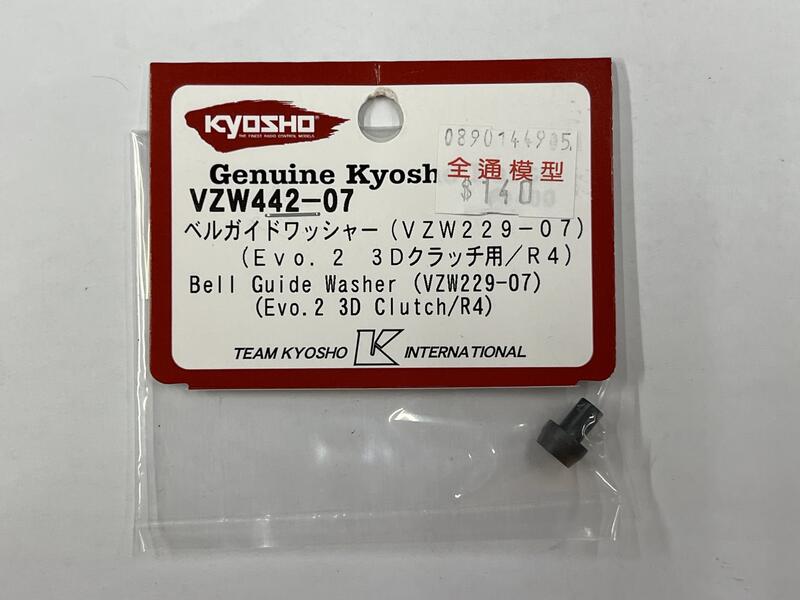 KYOSHO
THE FINEST RADIO CONTROL MODELS
0890144905.
全通模型
$140
Genuine Kyosh
VZW442-07
ベルガイドワッシャー(VZW229-07)
(Evo.2 3Dクラッチ用/R4)
Bell Guide Washer (VZW229-07)
(Evo.2 3D Clutch/R4)
TEAM KYOSHO K INTERNATIONAL